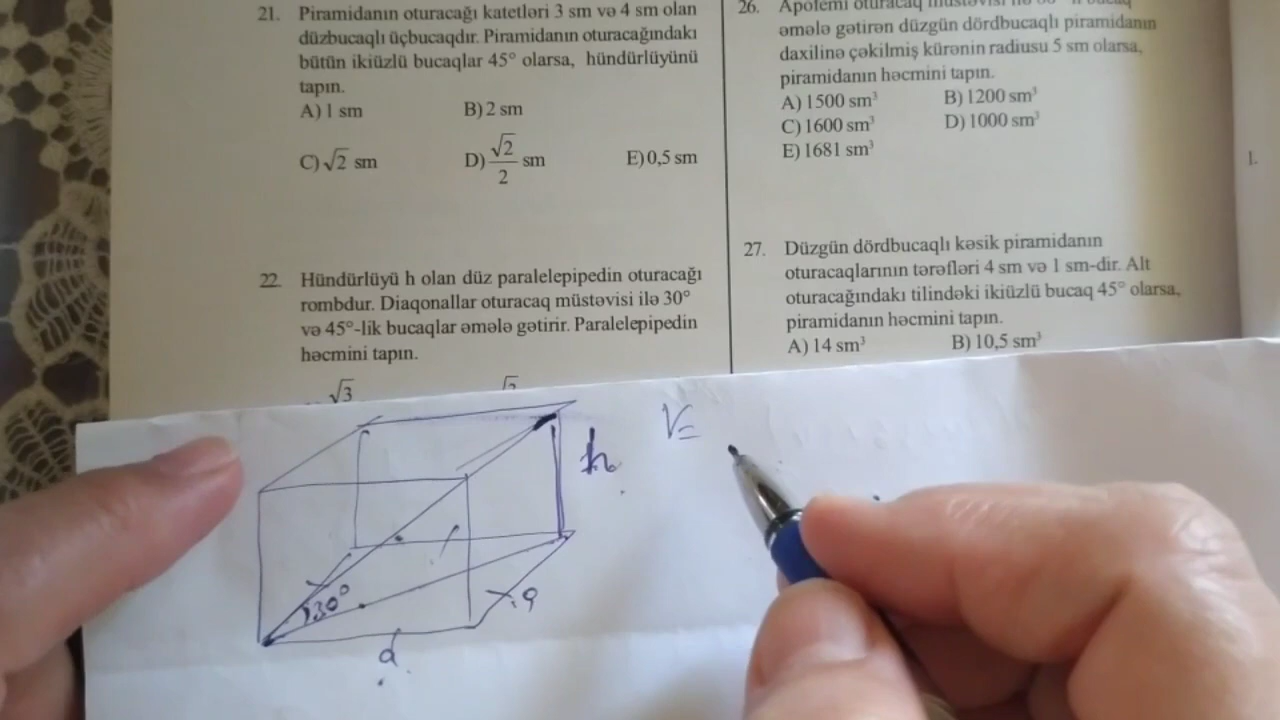 21. Piramidanın oturacağı katetləri 3 sm və 4 sm olan
düzbucaqlı üçbucaqdır. Piramidanın oturacağındakı
bütün ikiüzlü bucaqlar 45° olarsa, hündürlüyünü
tapın.
A) 1 sm B) 2 sm
C) √2 sm D) √2/2 sm E) 0,5 sm
22. Hündürlüyü h olan düz paralelepipedin oturacağı
rombdur. Diaqonallar oturacaq müstəvisi ilə 30°
və 45°-lik bucaqlar əmələ gətirir. Paralelepipedin
həcmini tapın.
√3
26. Apofemi oturacaq
əmələ gətirən düzgün dördbucaqlı piramidanın
daxilinə çəkilmiş kürənin radiusu 5 sm olarsa,
piramidanın həcmini tapın.
A) 1500 sm³ B) 1200 sm³
C) 1600 sm³ D) 1000 sm³
E) 1681 sm³
27. Düzgün dördbucaqlı kəsik piramidanın
oturacaqlarının tərəfləri 4 sm və 1 sm-dir. Alt
oturacağındakı tilindəki ikiüzlü bucaq 45° olarsa,
piramidanın həcmini tapın.
A) 14 sm³ B) 10,5 sm³
1.
h
V=
30°
a
a